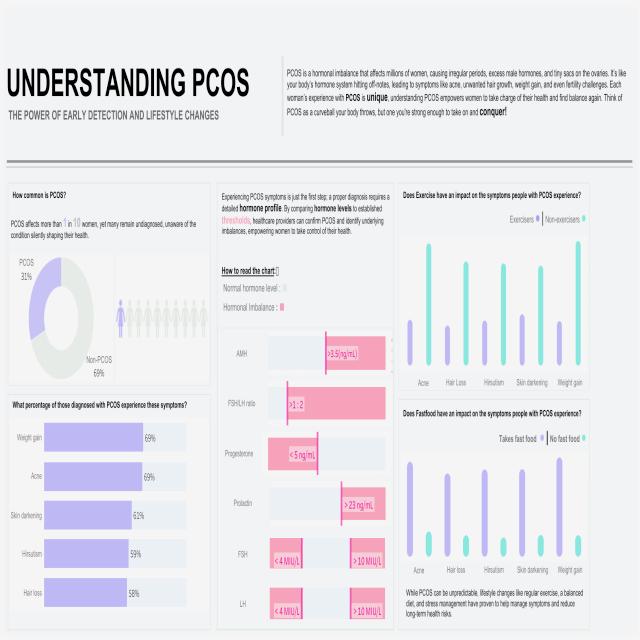 UNDERSTANDING PCOS
THE POWER OF EARLY DETECTION AND LIFESTYLE CHANGES
PCOS is a hormonal imbalance that affects millions of women, causing irregular periods, excess male hormones, and tiny sacs on the ovaries. It's like
your body's hormone system hitting off-notes, leading to symptoms like acne, unwanted hair growth, weight gain, and even fertility challenges. Each
woman's experience with PCOS is unique, understanding PCOS empowers women to take charge of their health and find balance again. Think of
PCOS as a curveball your body throws, but one you're strong enough to take on and conquer!
How common is PCOS?
PCOS affects more than 1 in 10 women, yet many remain undiagnosed, unaware of the
condition silently shaping their health.
PCOS
31%
Non-PCOS
69%
What percentage of those diagnosed with PCOS experience these symptoms?
Weight gain 69%
Acne 69%
Skin darkening 61%
Hirsutism 59%
Hair loss 58%
Experiencing PCOS symptoms is just the first step; a proper diagnosis requires a
detailed hormone profile. By comparing hormone levels to established
thresholds, healthcare providers can confirm PCOS and identify underlying
imbalances, empowering women to take control of their health.
How to read the chart:
Normal hormone level :
Hormonal Imbalance :
AMH >3.5(ng/mL)
FSH/LH ratio >1 : 2
Progesterone < 5 ng/mL
Prolactin > 23 ng/mL
FSH < 4 MIU/L > 10 MIU/L
LH < 4 MIU/L > 10 MIU/L
Does Exercise have an impact on the symptoms people with PCOS experience?
Exercisers Non-exercisers
Acne Hair Loss Hirsutism Skin darkening Weight gain
Does Fastfood have an impact on the symptoms people with PCOS experience?
Takes fast food No fast food
Acne Hair loss Hirsutism Skin darkening Weight gain
While PCOS can be unpredictable, lifestyle changes like regular exercise, a balanced
diet, and stress management have proven to help manage symptoms and reduce
long-term health risks.